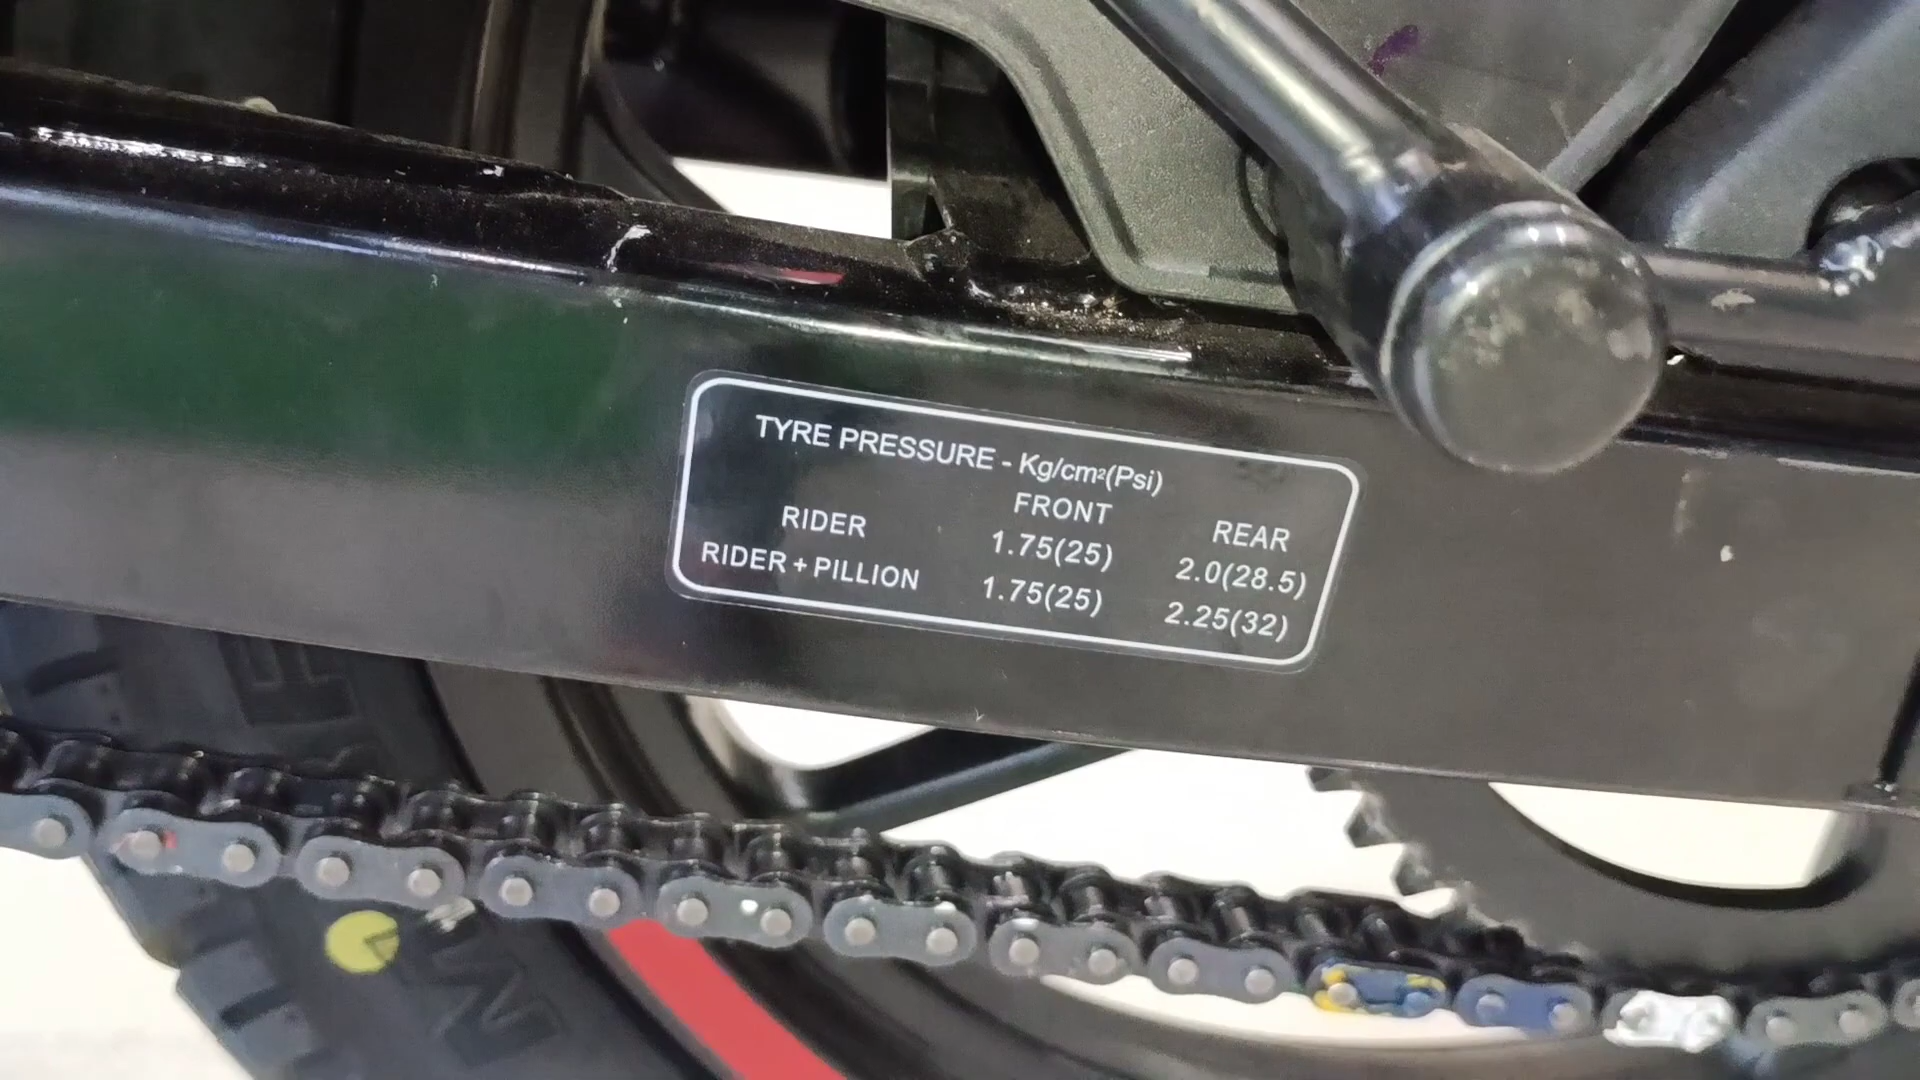 TYRE PRESSURE - Kg/cm²(Psi)
FRONT REAR
RIDER 1.75(25) 2.0(28.5)
RIDER + PILLION 1.75(25) 2.25(32)